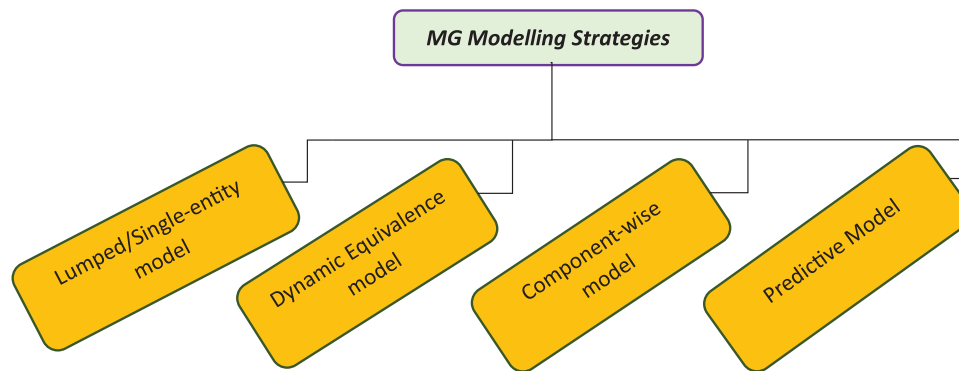 MG Modelling Strategies
Lumped/Single-entity
model
Dynamic Equivalence
model
Component-wise
model
Predictive Model